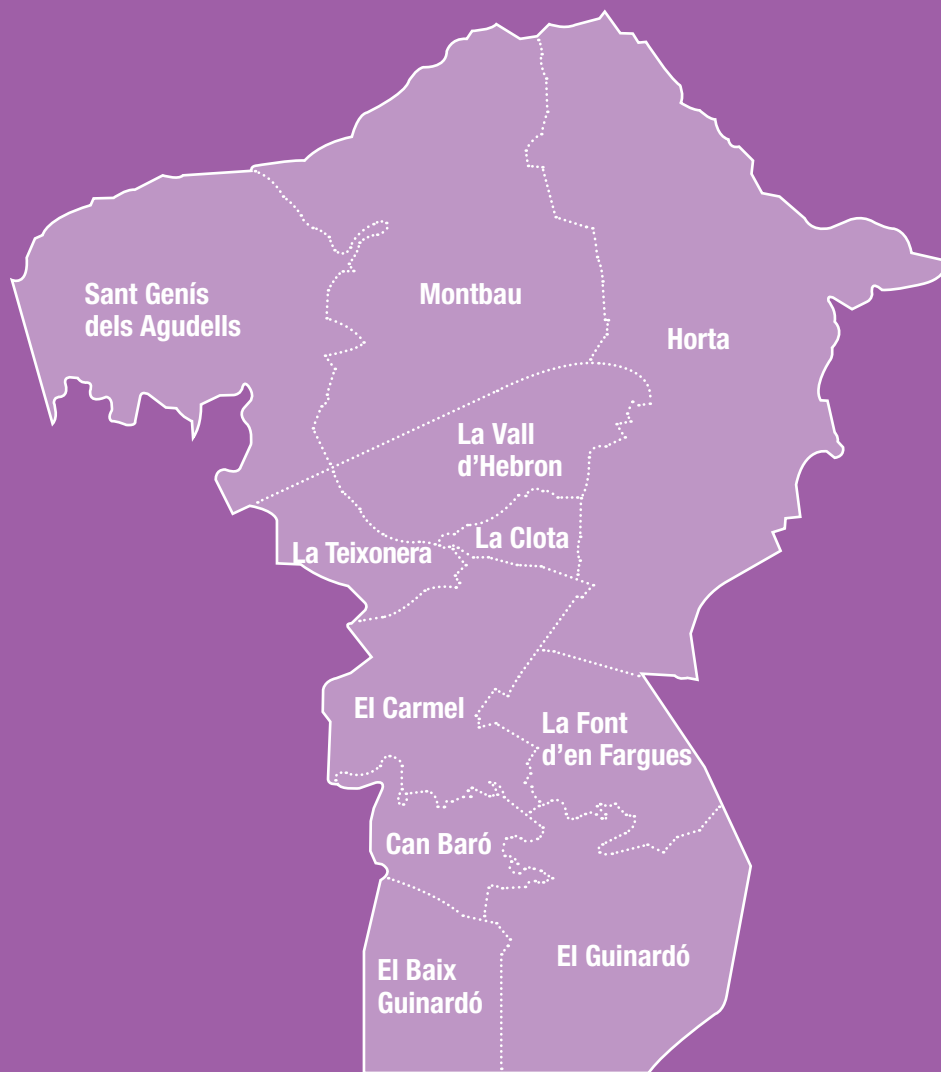 Sant Genís
dels Agudells
Montbau
Horta
La Vall
d'Hebron
La Teixonera
La Clota
El Carmel
La Font
d'en Fargues
Can Baró
El Guinardó
El Baix
Guinardó